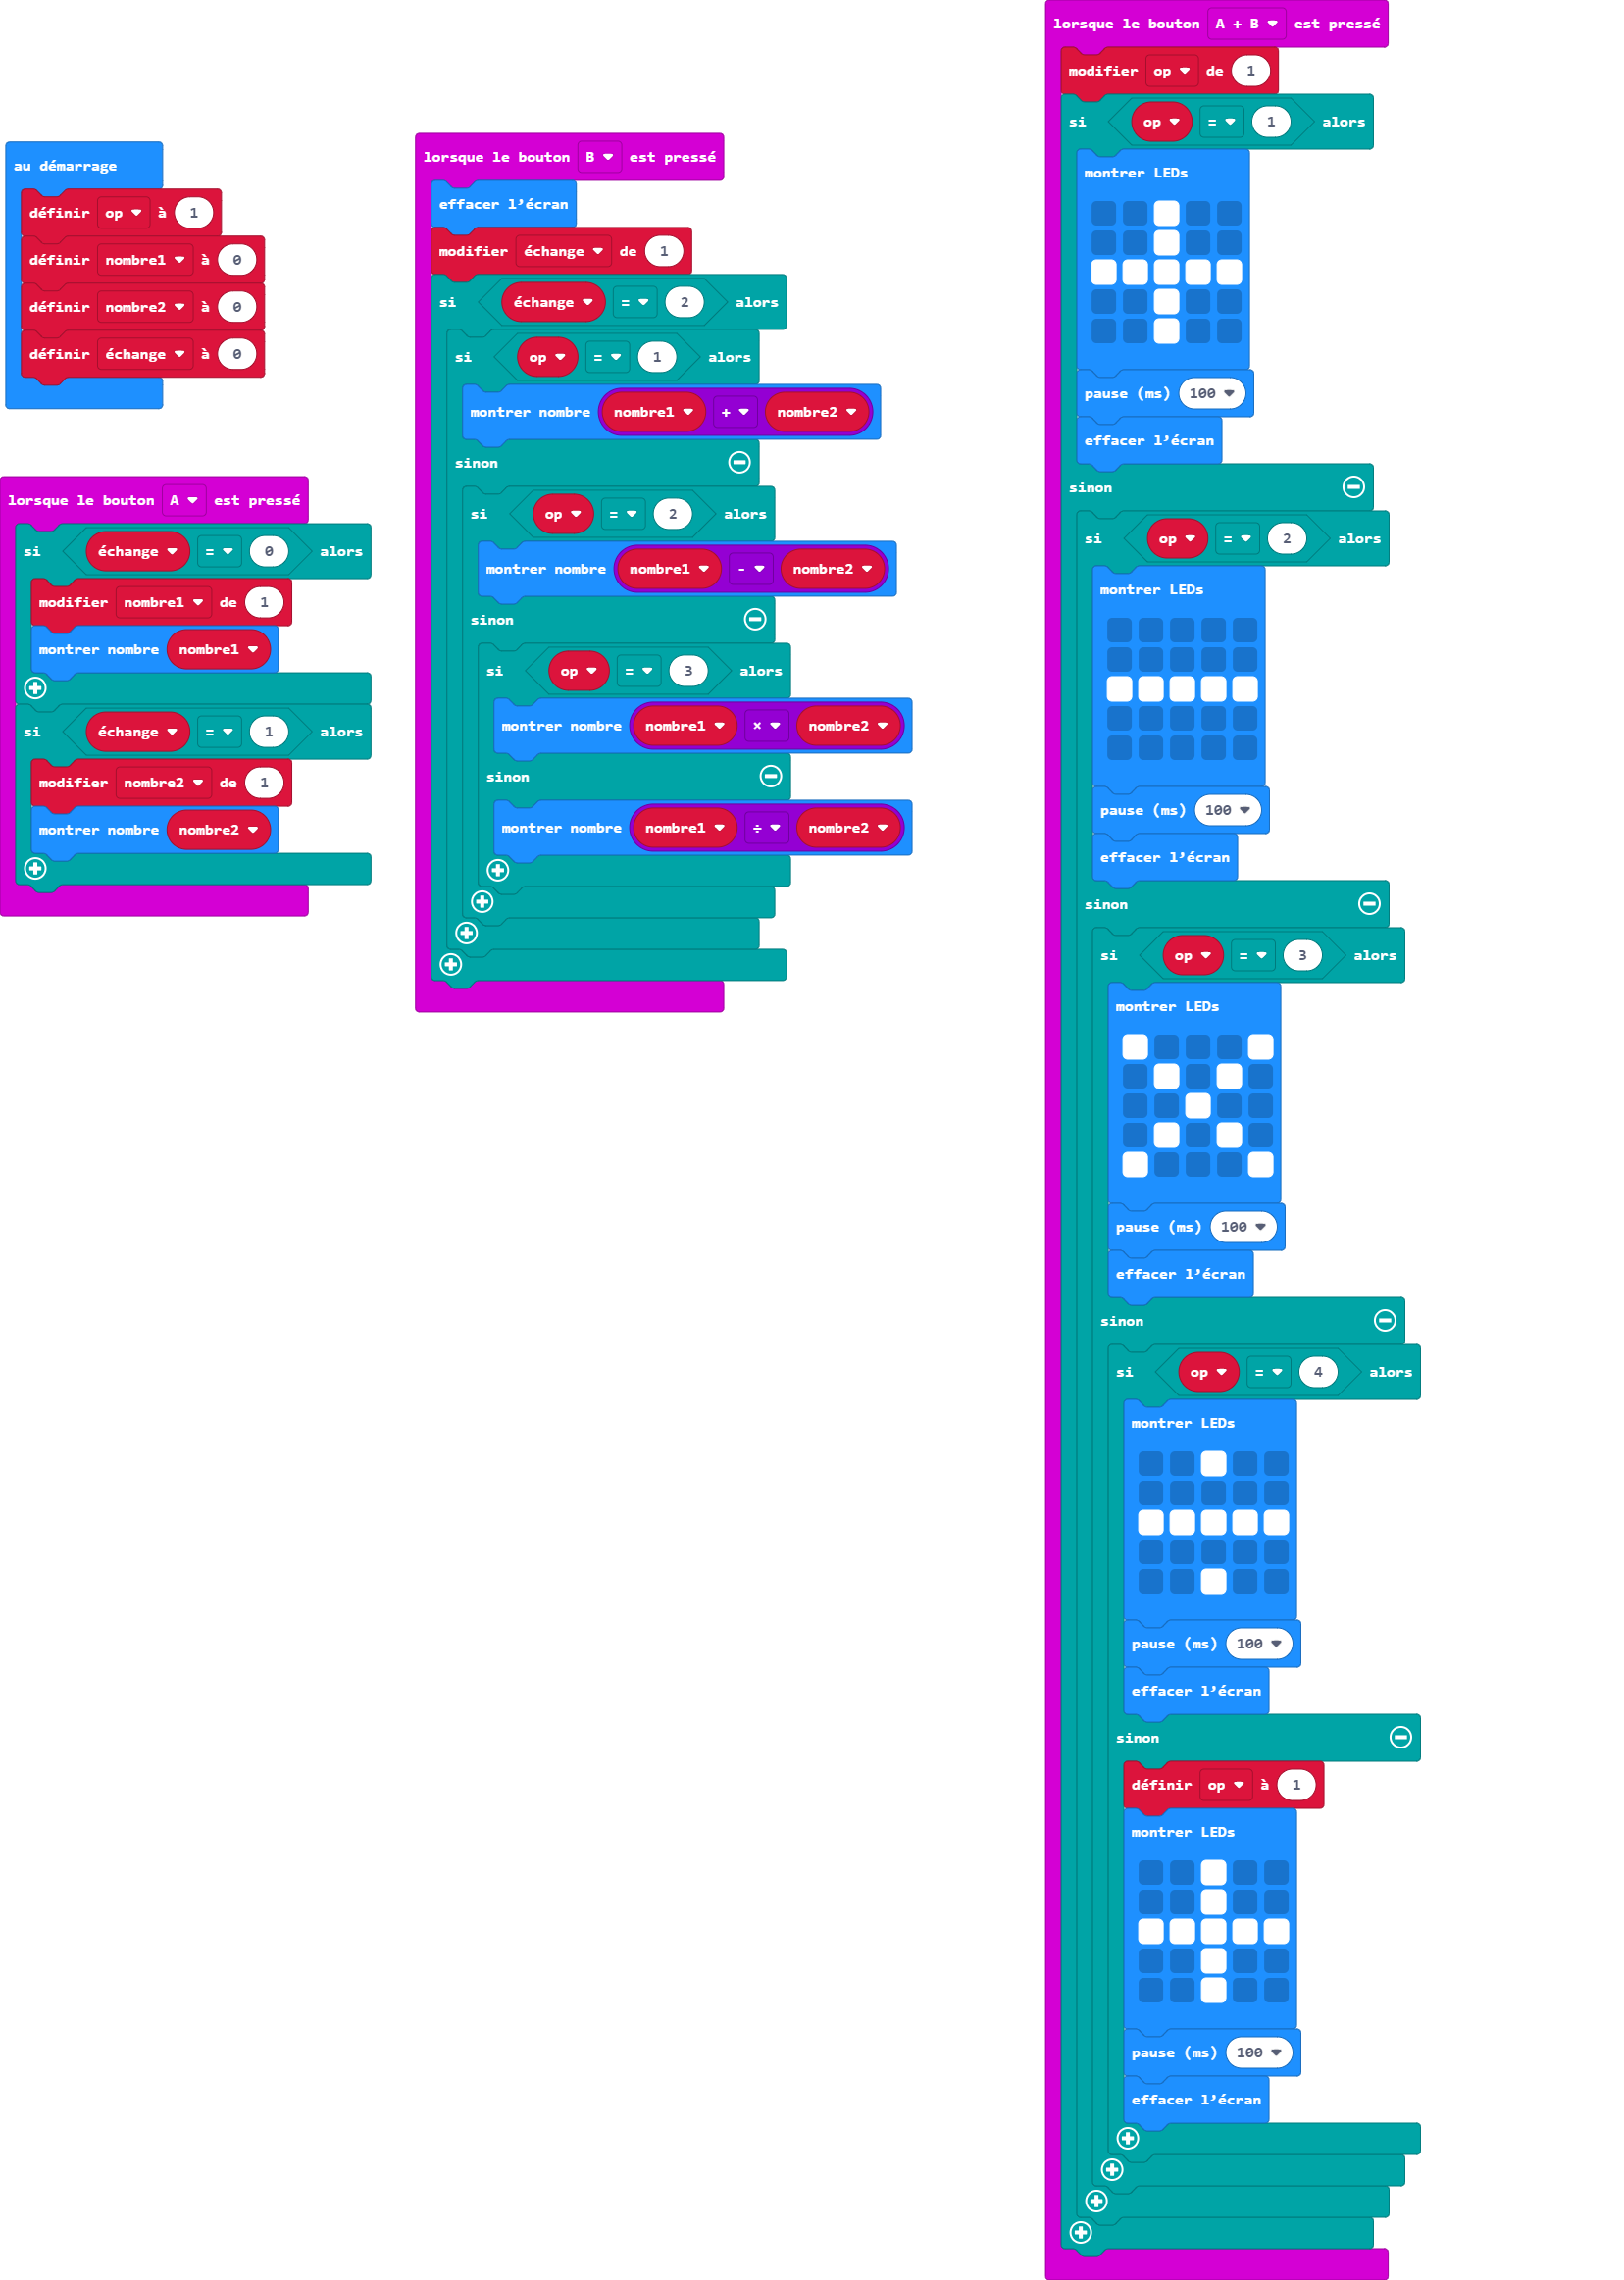 au démarrage
définir op à 1
définir nombre1 à 0
définir nombre2 à 0
définir échange à 0
lorsque le bouton A est pressé
si échange = 0 alors
modifier nombre1 de 1
montrer nombre nombre1
si échange = 1 alors
modifier nombre2 de 1
montrer nombre nombre2
lorsque le bouton B est pressé
effacer l’écran
modifier échange de 1
si échange = 2 alors
si op = 1 alors
montrer nombre nombre1 + nombre2
sinon
si op = 2 alors
montrer nombre nombre1 - nombre2
sinon
si op = 3 alors
montrer nombre nombre1 × nombre2
sinon
montrer nombre nombre1 ÷ nombre2
lorsque le bouton A + B est pressé
modifier op de 1
si op = 1 alors
montrer LEDs
pause (ms) 100
effacer l’écran
sinon
si op = 2 alors
montrer LEDs
pause (ms) 100
effacer l’écran
sinon
si op = 3 alors
montrer LEDs
pause (ms) 100
effacer l’écran
sinon
si op = 4 alors
montrer LEDs
pause (ms) 100
effacer l’écran
sinon
définir op à 1
montrer LEDs
pause (ms) 100
effacer l’écran